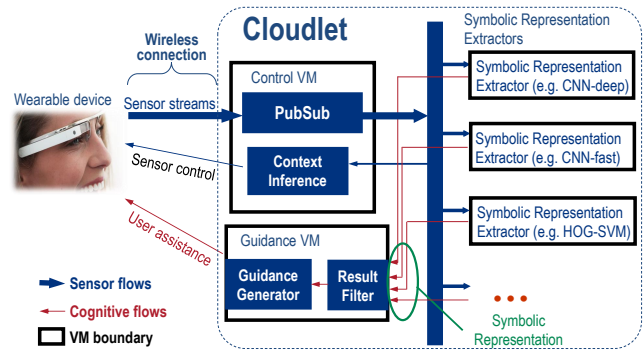 Cloudlet
Wireless
connection
Wearable device
Sensor streams
Sensor control
User assistance
Control VM
PubSub
Context
Inference
Guidance VM
Guidance
Generator
Result
Filter
Symbolic Representation
Extractors
Symbolic Representation
Extractor (e.g. CNN-deep)
Symbolic Representation
Extractor (e.g. CNN-fast)
Symbolic Representation
Extractor (e.g. HOG-SVM)
Symbolic
Representation
Sensor flows
Cognitive flows
VM boundary